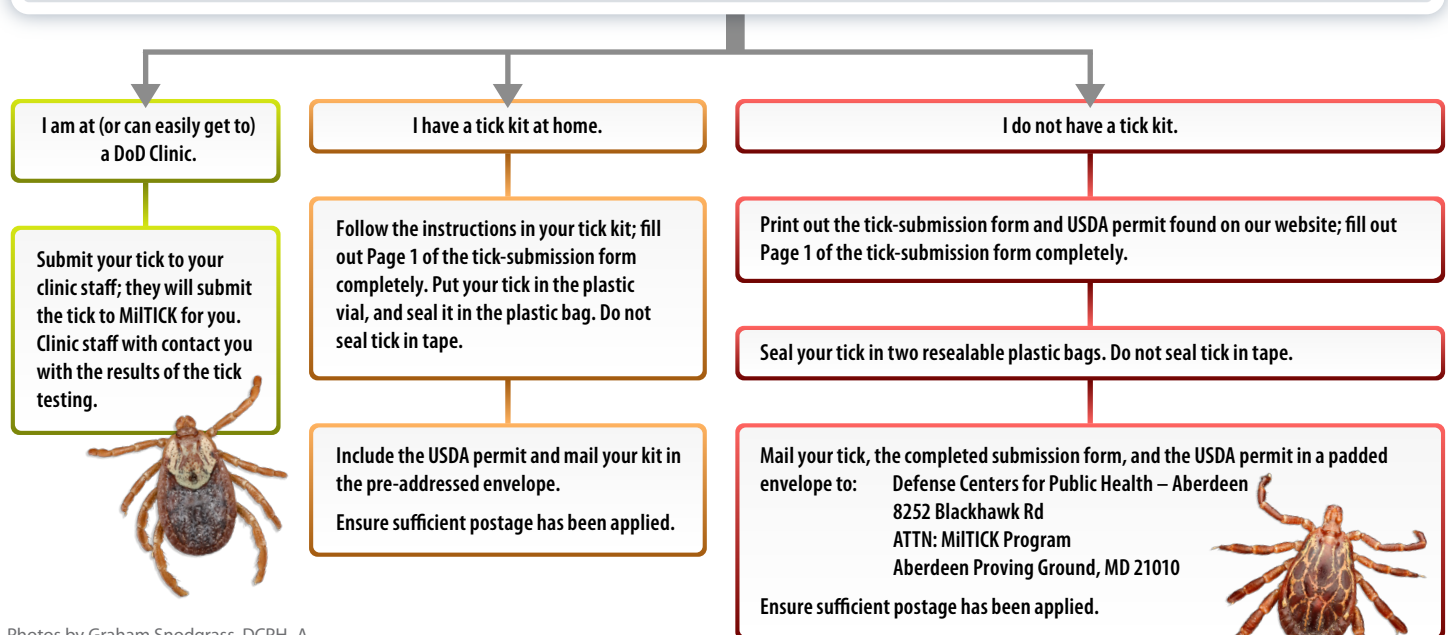 I am at (or can easily get to)
a DoD Clinic.
Submit your tick to your
clinic staff; they will submit
the tick to MilTICK for you.
Clinic staff with contact you
with the results of the tick
testing.
I have a tick kit at home.
Follow the instructions in your tick kit; fill
out Page 1 of the tick-submission form
completely. Put your tick in the plastic
vial, and seal it in the plastic bag. Do not
seal tick in tape.
Include the USDA permit and mail your kit in
the pre-addressed envelope.
Ensure sufficient postage has been applied.
I do not have a tick kit.
Print out the tick-submission form and USDA permit found on our website; fill out
Page 1 of the tick-submission form completely.
Seal your tick in two resealable plastic bags. Do not seal tick in tape.
Mail your tick, the completed submission form, and the USDA permit in a padded
envelope to: Defense Centers for Public Health – Aberdeen
8252 Blackhawk Rd
ATTN: MilTICK Program
Aberdeen Proving Ground, MD 21010
Ensure sufficient postage has been applied.
Photos by Graham Snodgrass, DCPH-A